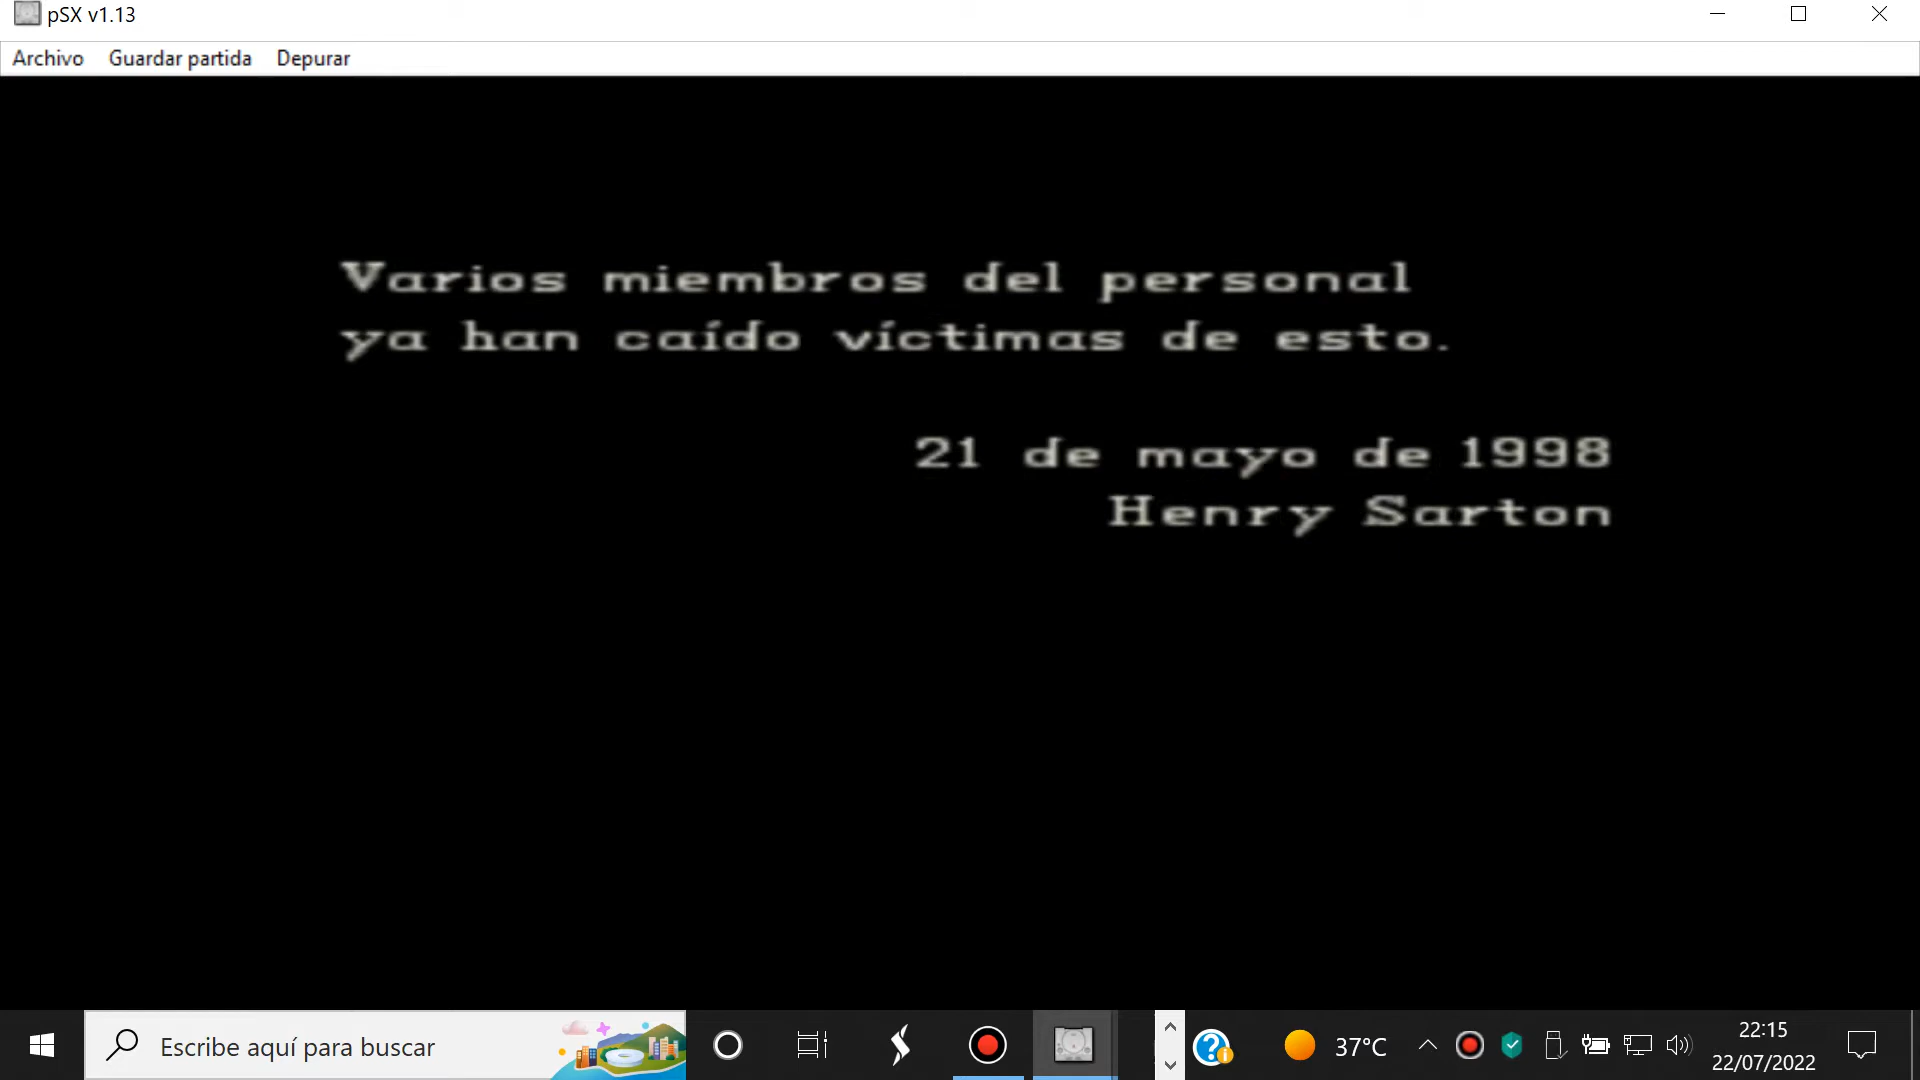 pSX v1.13
Archivo Guardar partida Depurar
Varios miembros del personal
ya han caído víctimas de esto.
21 de mayo de 1998
Henry Sarton
Escribe aquí para buscar
37°C
22:15
22/07/2022